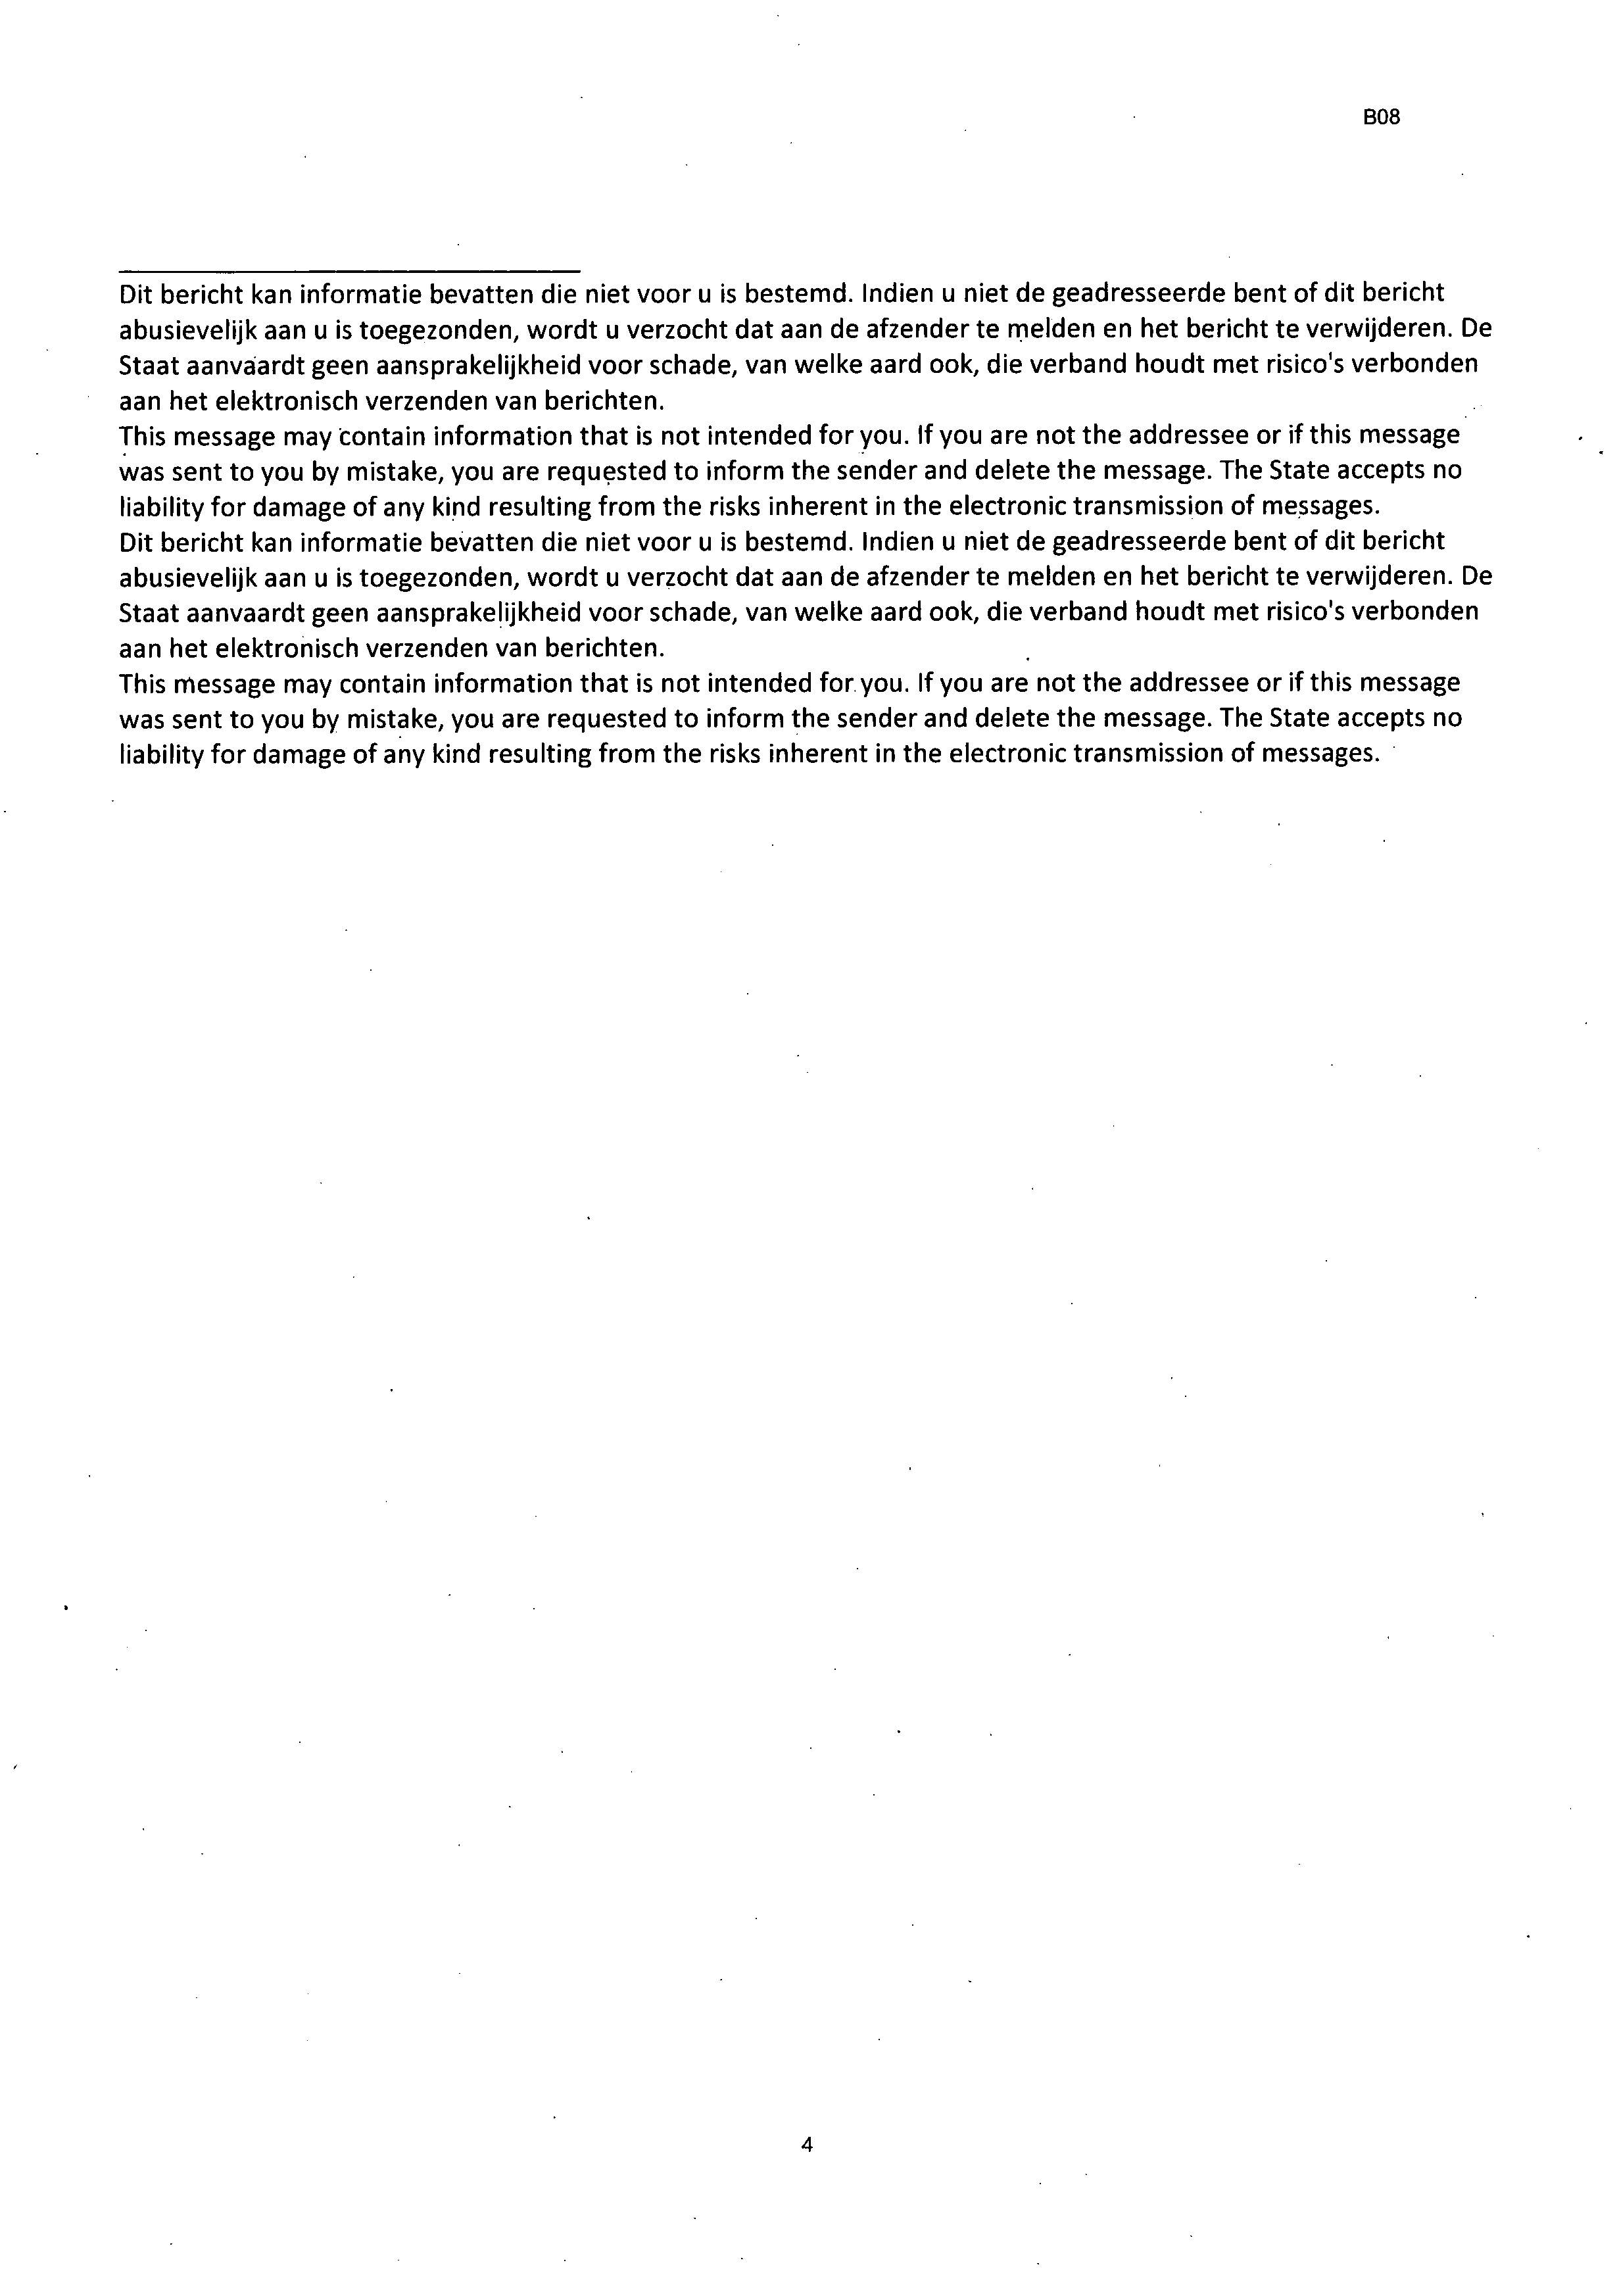 B08
Dit bericht kan informatie bevatten die niet voor u is bestemd. Indien u niet de geadresseerde bent of dit bericht
abusievelijk aan u is toegezonden, wordt u verzocht dat aan de afzender te melden en het bericht te verwijderen. De
Staat aanvaardt geen aansprakelijkheid voor schade, van welke aard ook, die verband houdt met risico's verbonden
aan het elektronisch verzenden van berichten.
This message may contain information that is not intended for you. If you are not the addressee or if this message
was sent to you by mistake, you are requested to inform the sender and delete the message. The State accepts no
liability for damage of any kind resulting from the risks inherent in the electronic transmission of messages.
Dit bericht kan informatie bevatten die niet voor u is bestemd. Indien u niet de geadresseerde bent of dit bericht
abusievelijk aan u is toegezonden, wordt u verzocht dat aan de afzender te melden en het bericht te verwijderen. De
Staat aanvaardt geen aansprakelijkheid voor schade, van welke aard ook, die verband houdt met risico's verbonden
aan het elektronisch verzenden van berichten.
This message may contain information that is not intended for you. If you are not the addressee or if this message
was sent to you by mistake, you are requested to inform the sender and delete the message. The State accepts no
liability for damage of any kind resulting from the risks inherent in the electronic transmission of messages.
4